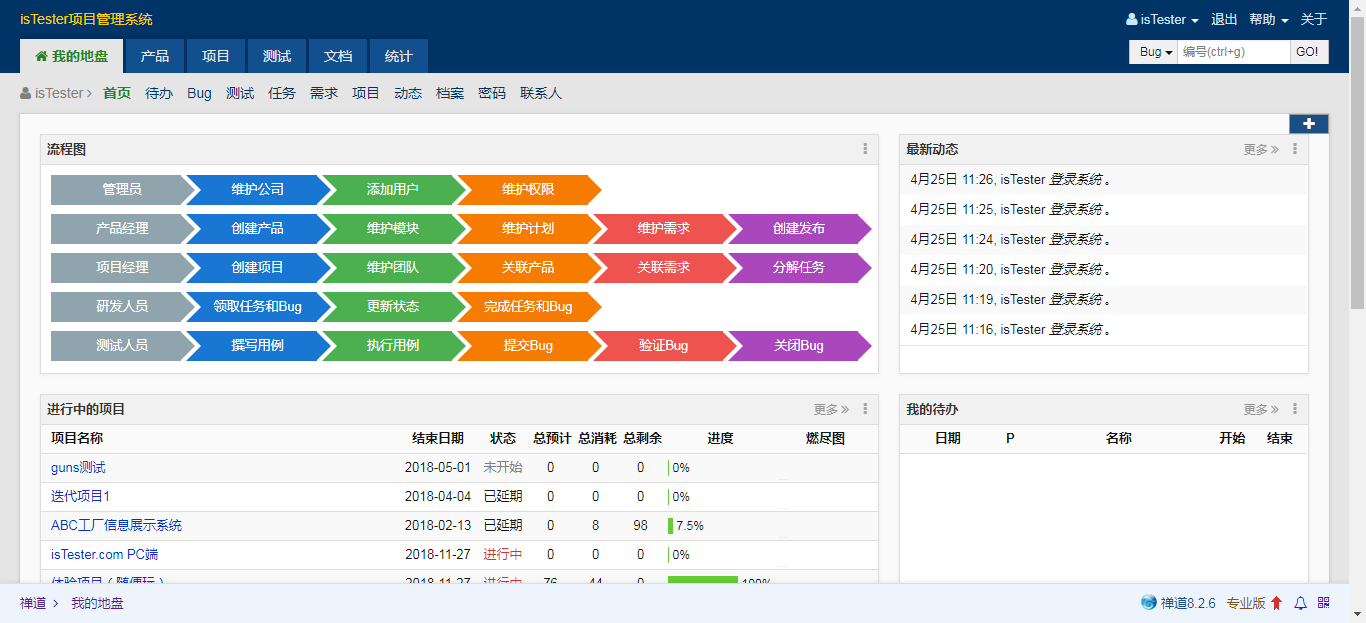 isTester项目管理系统
isTester 退出 帮助 关于
我的地盘 产品 项目 测试 文档 统计
Bug 编号(ctrl+g) GO!
isTester 首页 待办 Bug 测试 任务 需求 项目 动态 档案 密码 联系人
流程图
管理员 维护公司 添加用户 维护权限
产品经理 创建产品 维护模块 维护计划 维护需求 创建发布
项目经理 创建项目 维护团队 关联产品 关联需求 分解任务
研发人员 领取任务和Bug 更新状态 完成任务和Bug
测试人员 撰写用例 执行用例 提交Bug 验证Bug 关闭Bug
最新动态 更多
4月25日 11:26, isTester 登录系统 。
4月25日 11:25, isTester 登录系统 。
4月25日 11:24, isTester 登录系统 。
4月25日 11:20, isTester 登录系统 。
4月25日 11:19, isTester 登录系统 。
4月25日 11:16, isTester 登录系统 。
进行中的项目 更多
项目名称 结束日期 状态 总预计 总消耗 总剩余 进度 燃尽图
guns测试 2018-05-01 未开始 0 0 0 0%
迭代项目1 2018-04-04 已延期 0 0 0 0%
ABC工厂信息展示系统 2018-02-13 已延期 0 8 98 7.5%
isTester.com PC端 2018-11-27 进行中 0 0 0 0%
体验项目（随便玩） 2018-11-27 进行中 76 44 0 100%
我的待办 更多
日期 P 名称 开始 结束
禅道 我的地盘
禅道8.2.6 专业版